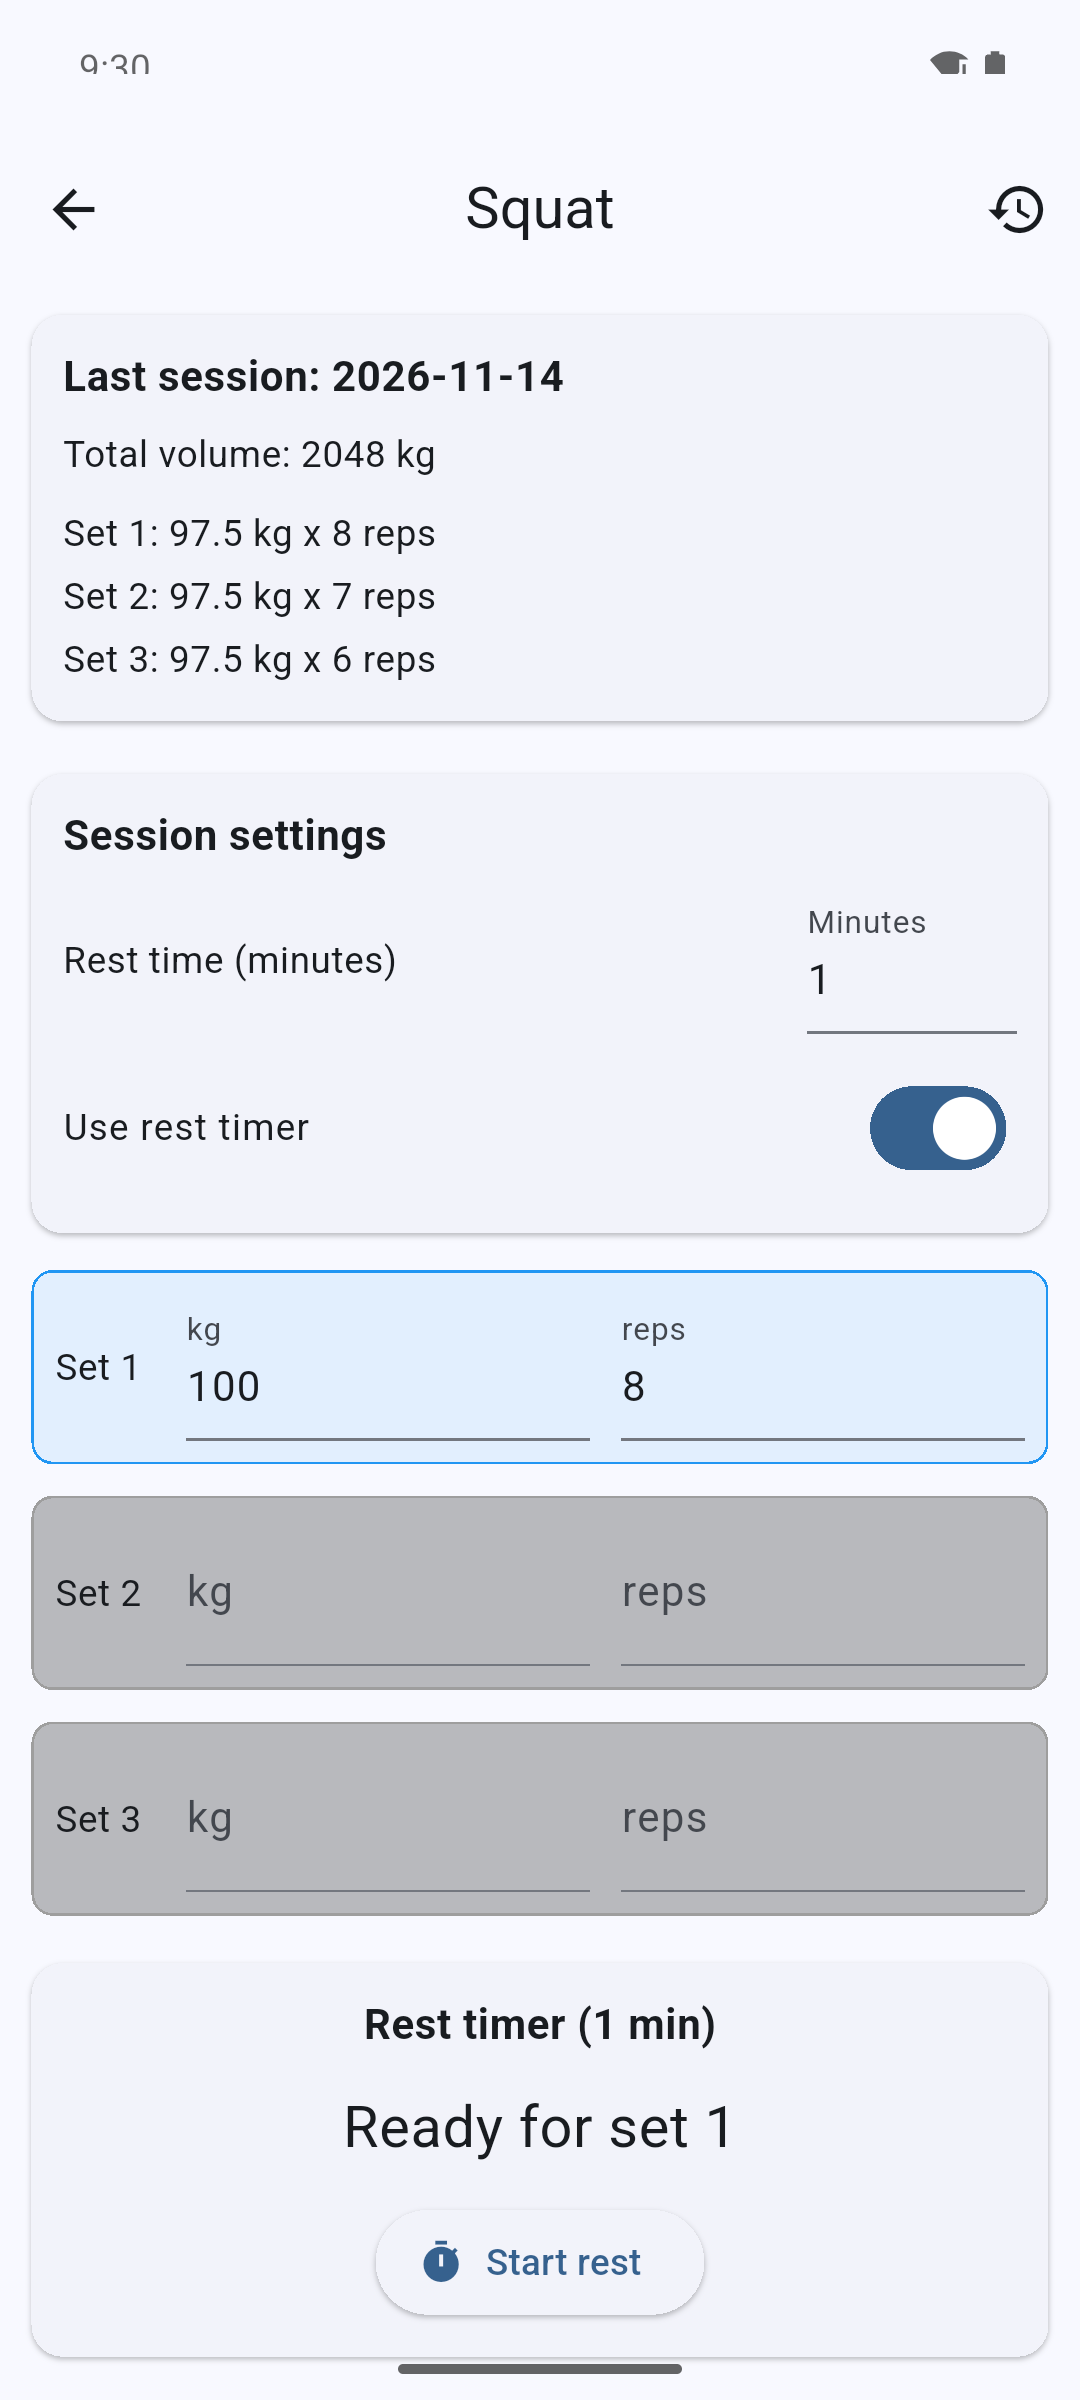 9:30
Squat
Last session: 2026-11-14
Total volume: 2048 kg
Set 1: 97.5 kg x 8 reps
Set 2: 97.5 kg x 7 reps
Set 3: 97.5 kg x 6 reps
Session settings
Minutes
Rest time (minutes)
1
Use rest timer
kg reps
Set 1
100 8
Set 2 kg reps
Set 3 kg reps
Rest timer (1 min)
Ready for set 1
Start rest